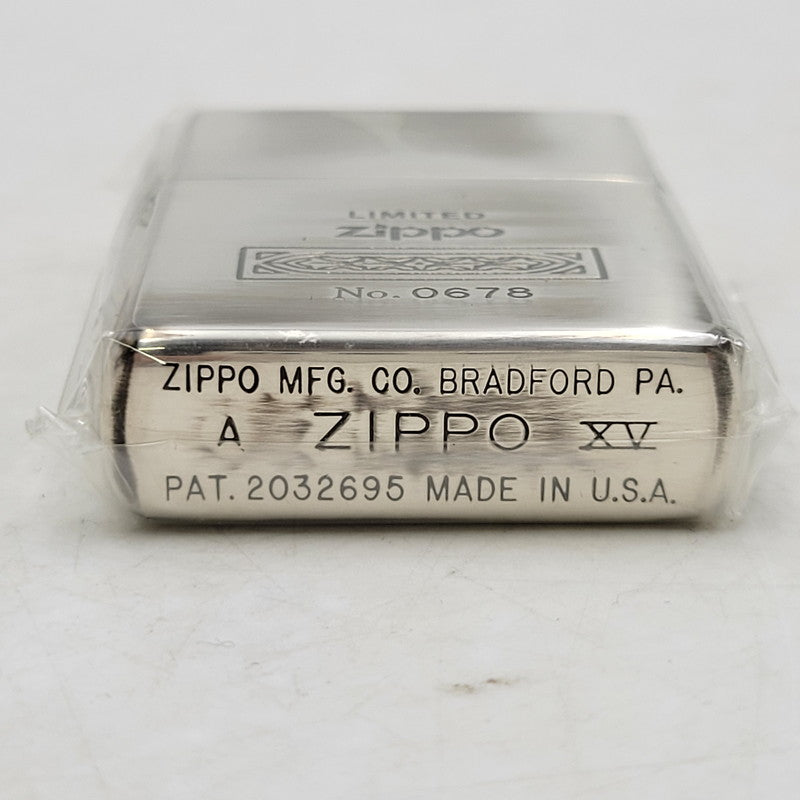 LIMITED
zippo
No. 0678
ZIPPO MFG. CO. BRADFORD PA.
A ZIPPO XV
PAT. 2032695 MADE IN U.S.A.